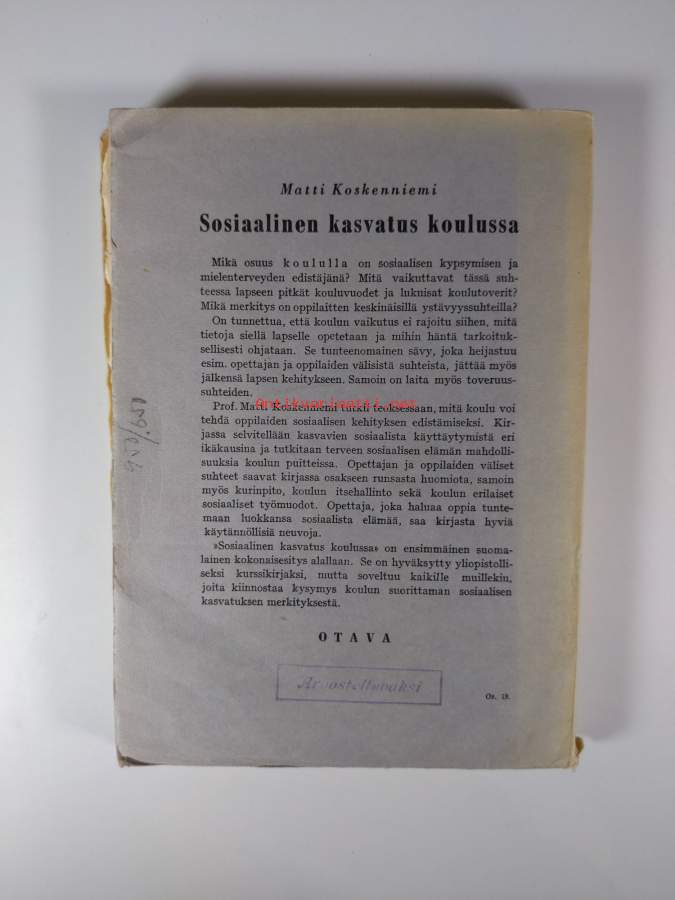 Matti Koskenniemi
Sosiaalinen kasvatus koulussa
Mikä osuus koululla on sosiaalisen kypsymisen ja
mielenterveyden edistäjänä? Mitä vaikuttavat tässä suh-
teessa lapseen pitkät kouluvuodet ja lukuisat koulutoverit?
Mikä merkitys on oppilaitten keskinäisillä ystävyyssuhteilla?
On tunnettua, että koulun vaikutus ei rajoitu siihen, mitä
tietoja siellä lapselle opetetaan ja mihin häntä tarkoituk-
sellisesti ohjataan. Se tunteenomainen sävy, joka heijastuu
esim. opettajan ja oppilaiden välisistä suhteista, jättää myös
jälkensä lapsen kehitykseen. Samoin on laita myös toveruus-
suhteiden.
antikvariaatti.net
Prof. Matti Koskenniemi tutkii teoksessaan, mitä koulu voi
tehdä oppilaiden sosiaalisen kehityksen edistämiseksi. Kir-
jassa selvitellään kasvavien sosiaalista käyttäytymistä eri
ikäkausina ja tutkitaan terveen sosiaalisen elämän mahdolli-
suuksia koulun puitteissa. Opettajan ja oppilaiden väliset
suhteet saavat kirjassa osakseen runsasta huomiota, samoin
myös kurinpito, koulun itsehallinto sekä koulun erilaiset
sosiaaliset työmuodot. Opettaja, joka haluaa oppia tunte-
maan luokkansa sosiaalista elämää, saa kirjasta hyviä
käytännöllisiä neuvoja.
»Sosiaalinen kasvatus koulussa» on ensimmäinen suoma-
lainen kokonaisesitys alallaan. Se on hyväksytty yliopistolli-
seksi kurssikirjaksi, mutta soveltuu kaikille muillekin,
joita kiinnostaa kysymys koulun suorittaman sosiaalisen
kasvatuksen merkityksestä.
OTAVA
Arvosteltavaksi
Os. 13.